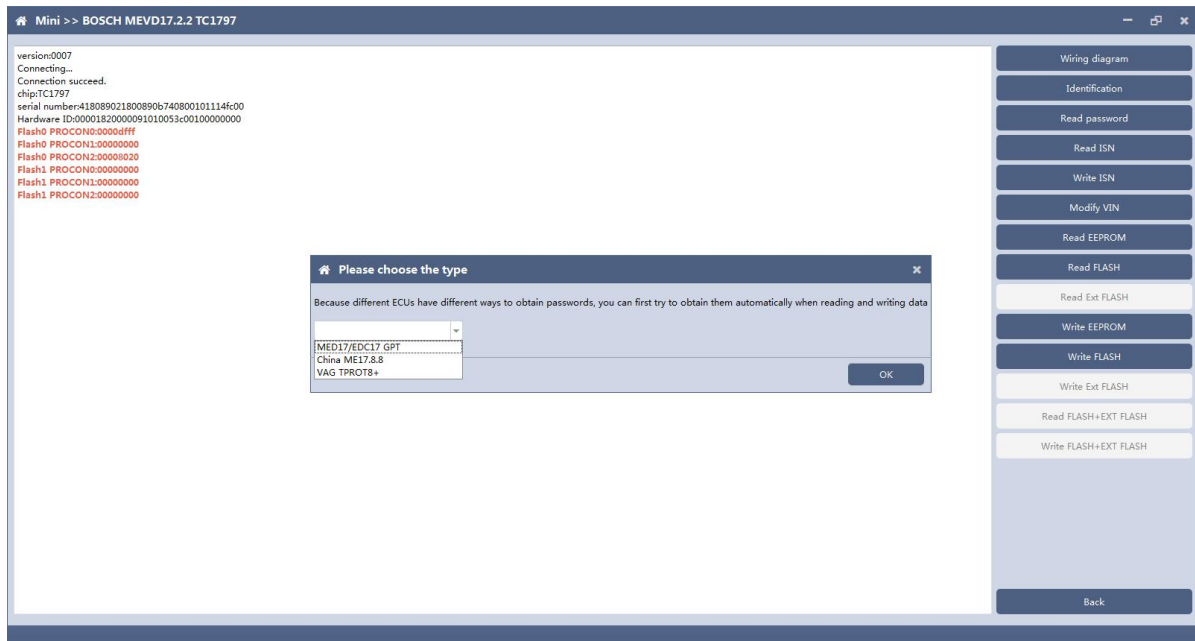 Mini >> BOSCH MEVD17.2.2 TC1797
version:0007
Connecting...
Connection succeed.
chip:TC1797
serial number:418089021800890b740800101114fc00
Hardware ID:00001820000091010053c00100000000
Flash0 PROCON0:0000dfff
Flash0 PROCON1:00000000
Flash0 PROCON2:00008020
Flash1 PROCON0:00000000
Flash1 PROCON1:00000000
Flash1 PROCON2:00000000
Please choose the type
Because different ECUs have different ways to obtain passwords, you can first try to obtain them automatically when reading and writing data
MED17/EDC17 GPT
China ME17.8.8
VAG TPROT8+
OK
Wiring diagram
Identification
Read password
Read ISN
Write ISN
Modify VIN
Read EEPROM
Read FLASH
Read Ext FLASH
Write EEPROM
Write FLASH
Write Ext FLASH
Read FLASH+EXT FLASH
Write FLASH+EXT FLASH
Back